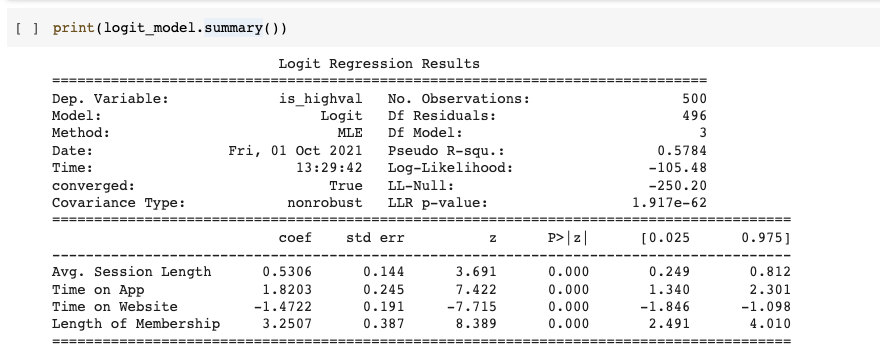 [ ] print(logit_model.summary())
Logit Regression Results
==============================================================================
Dep. Variable: is_highval No. Observations: 500
Model: Logit Df Residuals: 496
Method: MLE Df Model: 3
Date: Fri, 01 Oct 2021 Pseudo R-squ.: 0.5784
Time: 13:29:42 Log-Likelihood: -105.48
converged: True LL-Null: -250.20
Covariance Type: nonrobust LLR p-value: 1.917e-62
========================================================================================
coef std err z P>|z| [0.025 0.975]
----------------------------------------------------------------------------------------
Avg. Session Length 0.5306 0.144 3.691 0.000 0.249 0.812
Time on App 1.8203 0.245 7.422 0.000 1.340 2.301
Time on Website -1.4722 0.191 -7.715 0.000 -1.846 -1.098
Length of Membership 3.2507 0.387 8.389 0.000 2.491 4.010
========================================================================================